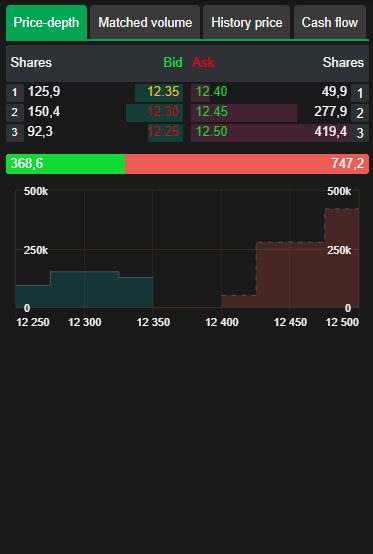 Price-depth Matched volume History price Cash flow
Shares Bid Ask Shares
1 125,9 12.35 12.40 49,9 1
2 150,4 12.30 12.45 277,9 2
3 92,3 12.25 12.50 419,4 3
368,6 747,2
500k 500k
250k 250k
0 0
12 250 12 300 12 350 12 400 12 450 12 500